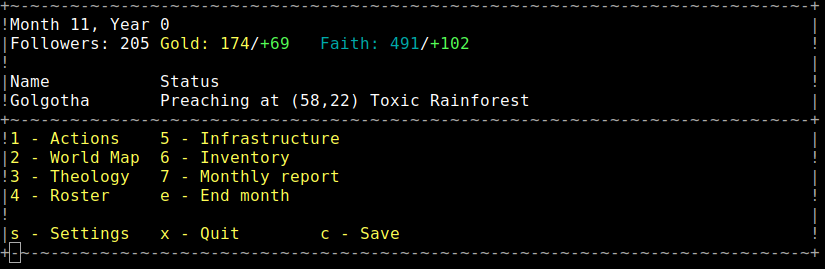 Month 11, Year 0
Followers: 205 Gold: 174/+69 Faith: 491/+102
Name Status
Golgotha Preaching at (58,22) Toxic Rainforest
1 - Actions 5 - Infrastructure
2 - World Map 6 - Inventory
3 - Theology 7 - Monthly report
4 - Roster e - End month
s - Settings x - Quit c - Save